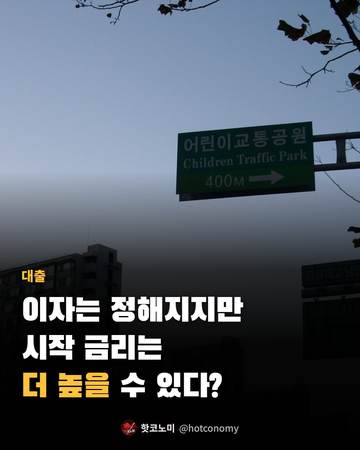 어린이교통공원
Children Traffic Park
400M
대출
이자는 정해지지만
시작 금리는
더 높을 수 있다?
핫코노미 @hotconomy